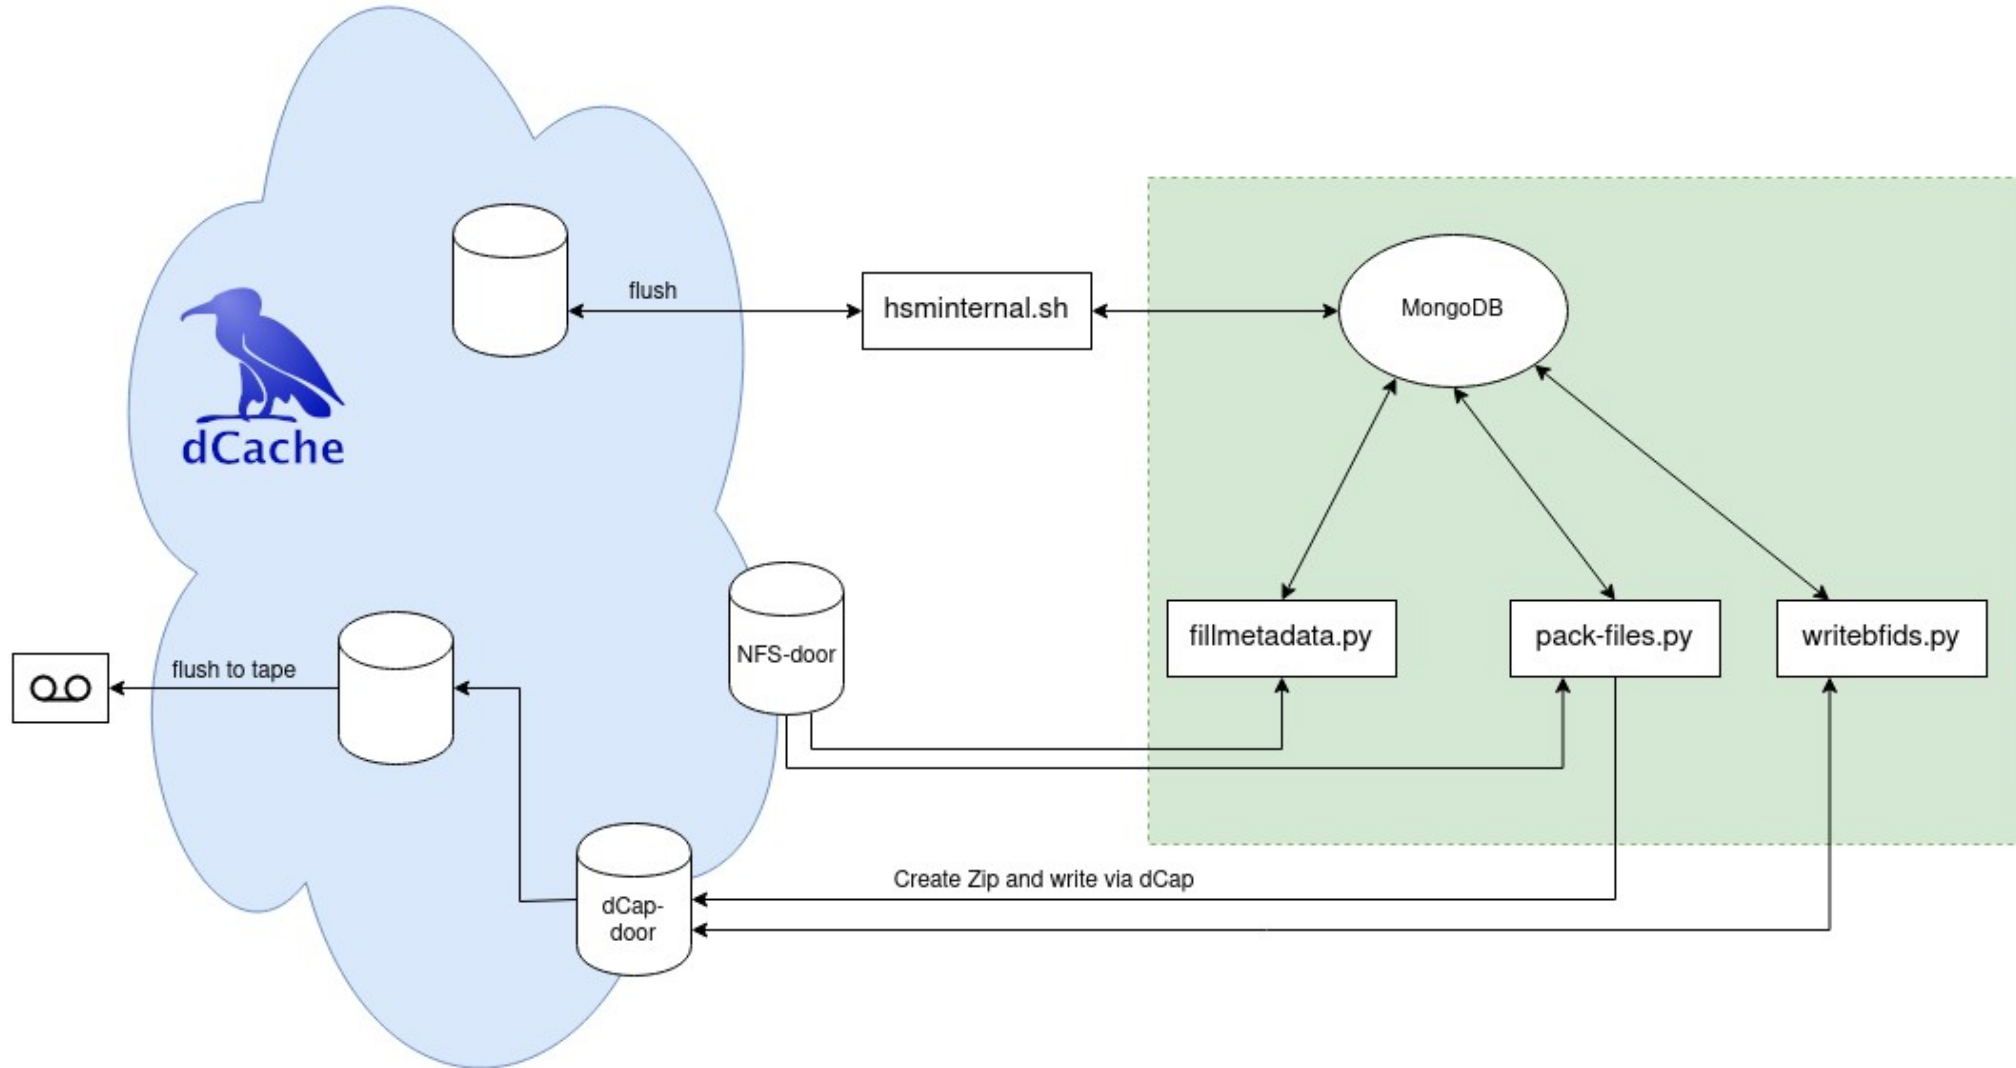 flush
hsminternal.sh
MongoDB
dCache
NFS-door
fillmetadata.py
pack-files.py
writebfids.py
flush to tape
Create Zip and write via dCap
dCap-
door